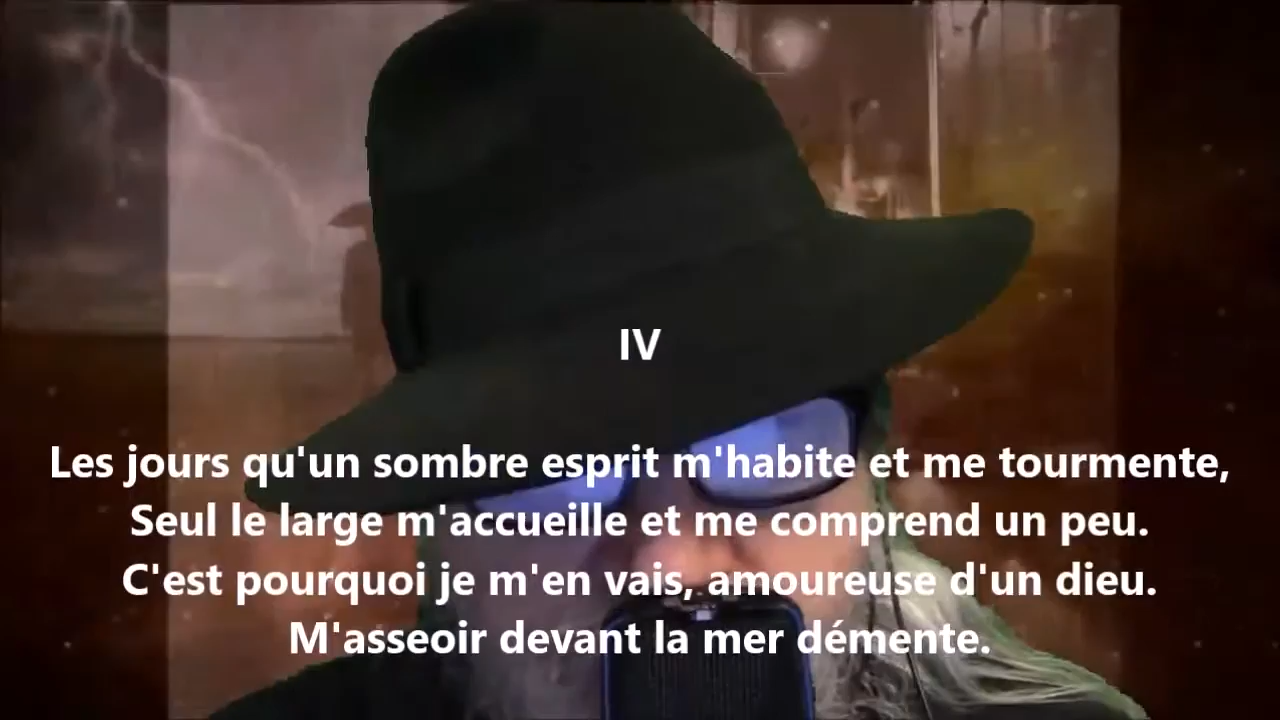 IV
Les jours qu'un sombre esprit m'habite et me tourmente,
Seul le large m'accueille et me comprend un peu.
C'est pourquoi je m'en vais, amoureuse d'un dieu.
M'asseoir devant la mer démente.